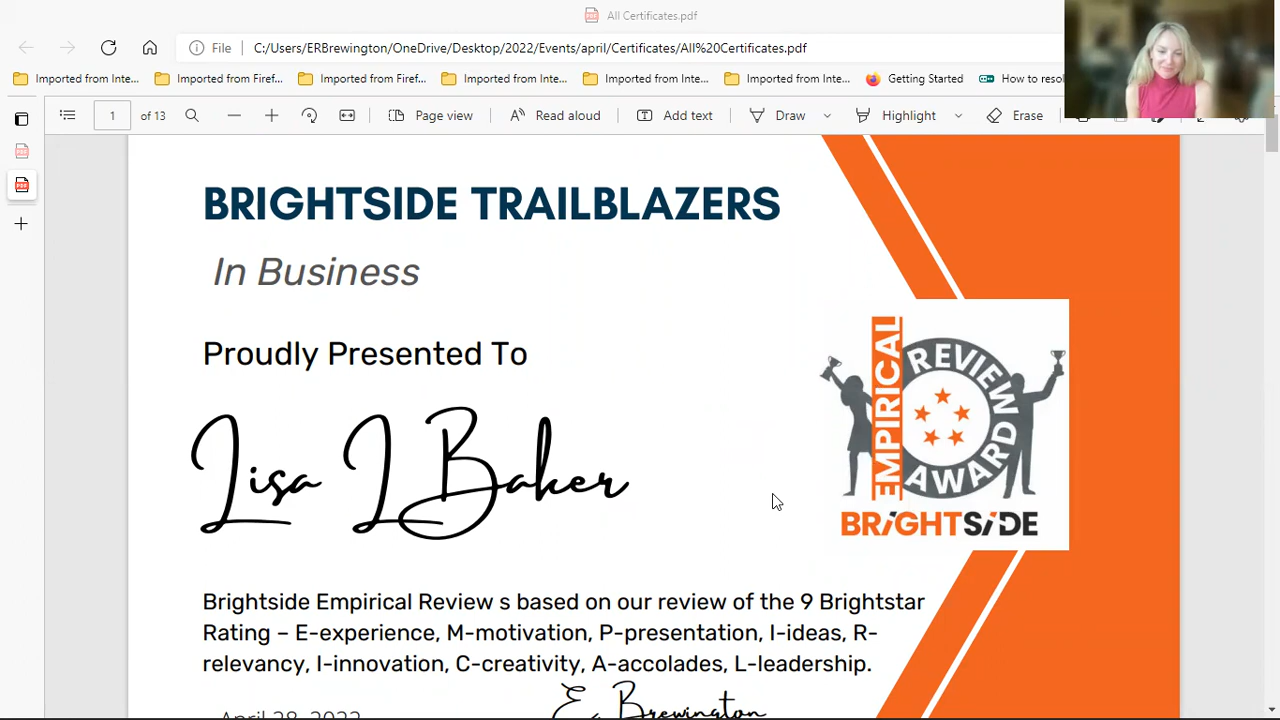 All Certificates.pdf
File C:/Users/ERBrewington/OneDrive/Desktop/2022/Events/april/Certificates/All%20Certificates.pdf
Imported from Inte... Imported from Firef... Imported from Firef... Imported from Inte... Imported from Inte... Imported from Inte... Getting Started How to resol
1 of 13 Page view Read aloud Add text Draw Highlight Erase
BRIGHTSIDE TRAILBLAZERS
In Business
Proudly Presented To
Lisa L Baker
EMPIRICAL
REVIEW
AWARD
BRiGHTSiDE
Brightside Empirical Review s based on our review of the 9 Brightstar
Rating – E-experience, M-motivation, P-presentation, I-ideas, R-
relevancy, I-innovation, C-creativity, A-accolades, L-leadership.
April 28, 2022
Brewington